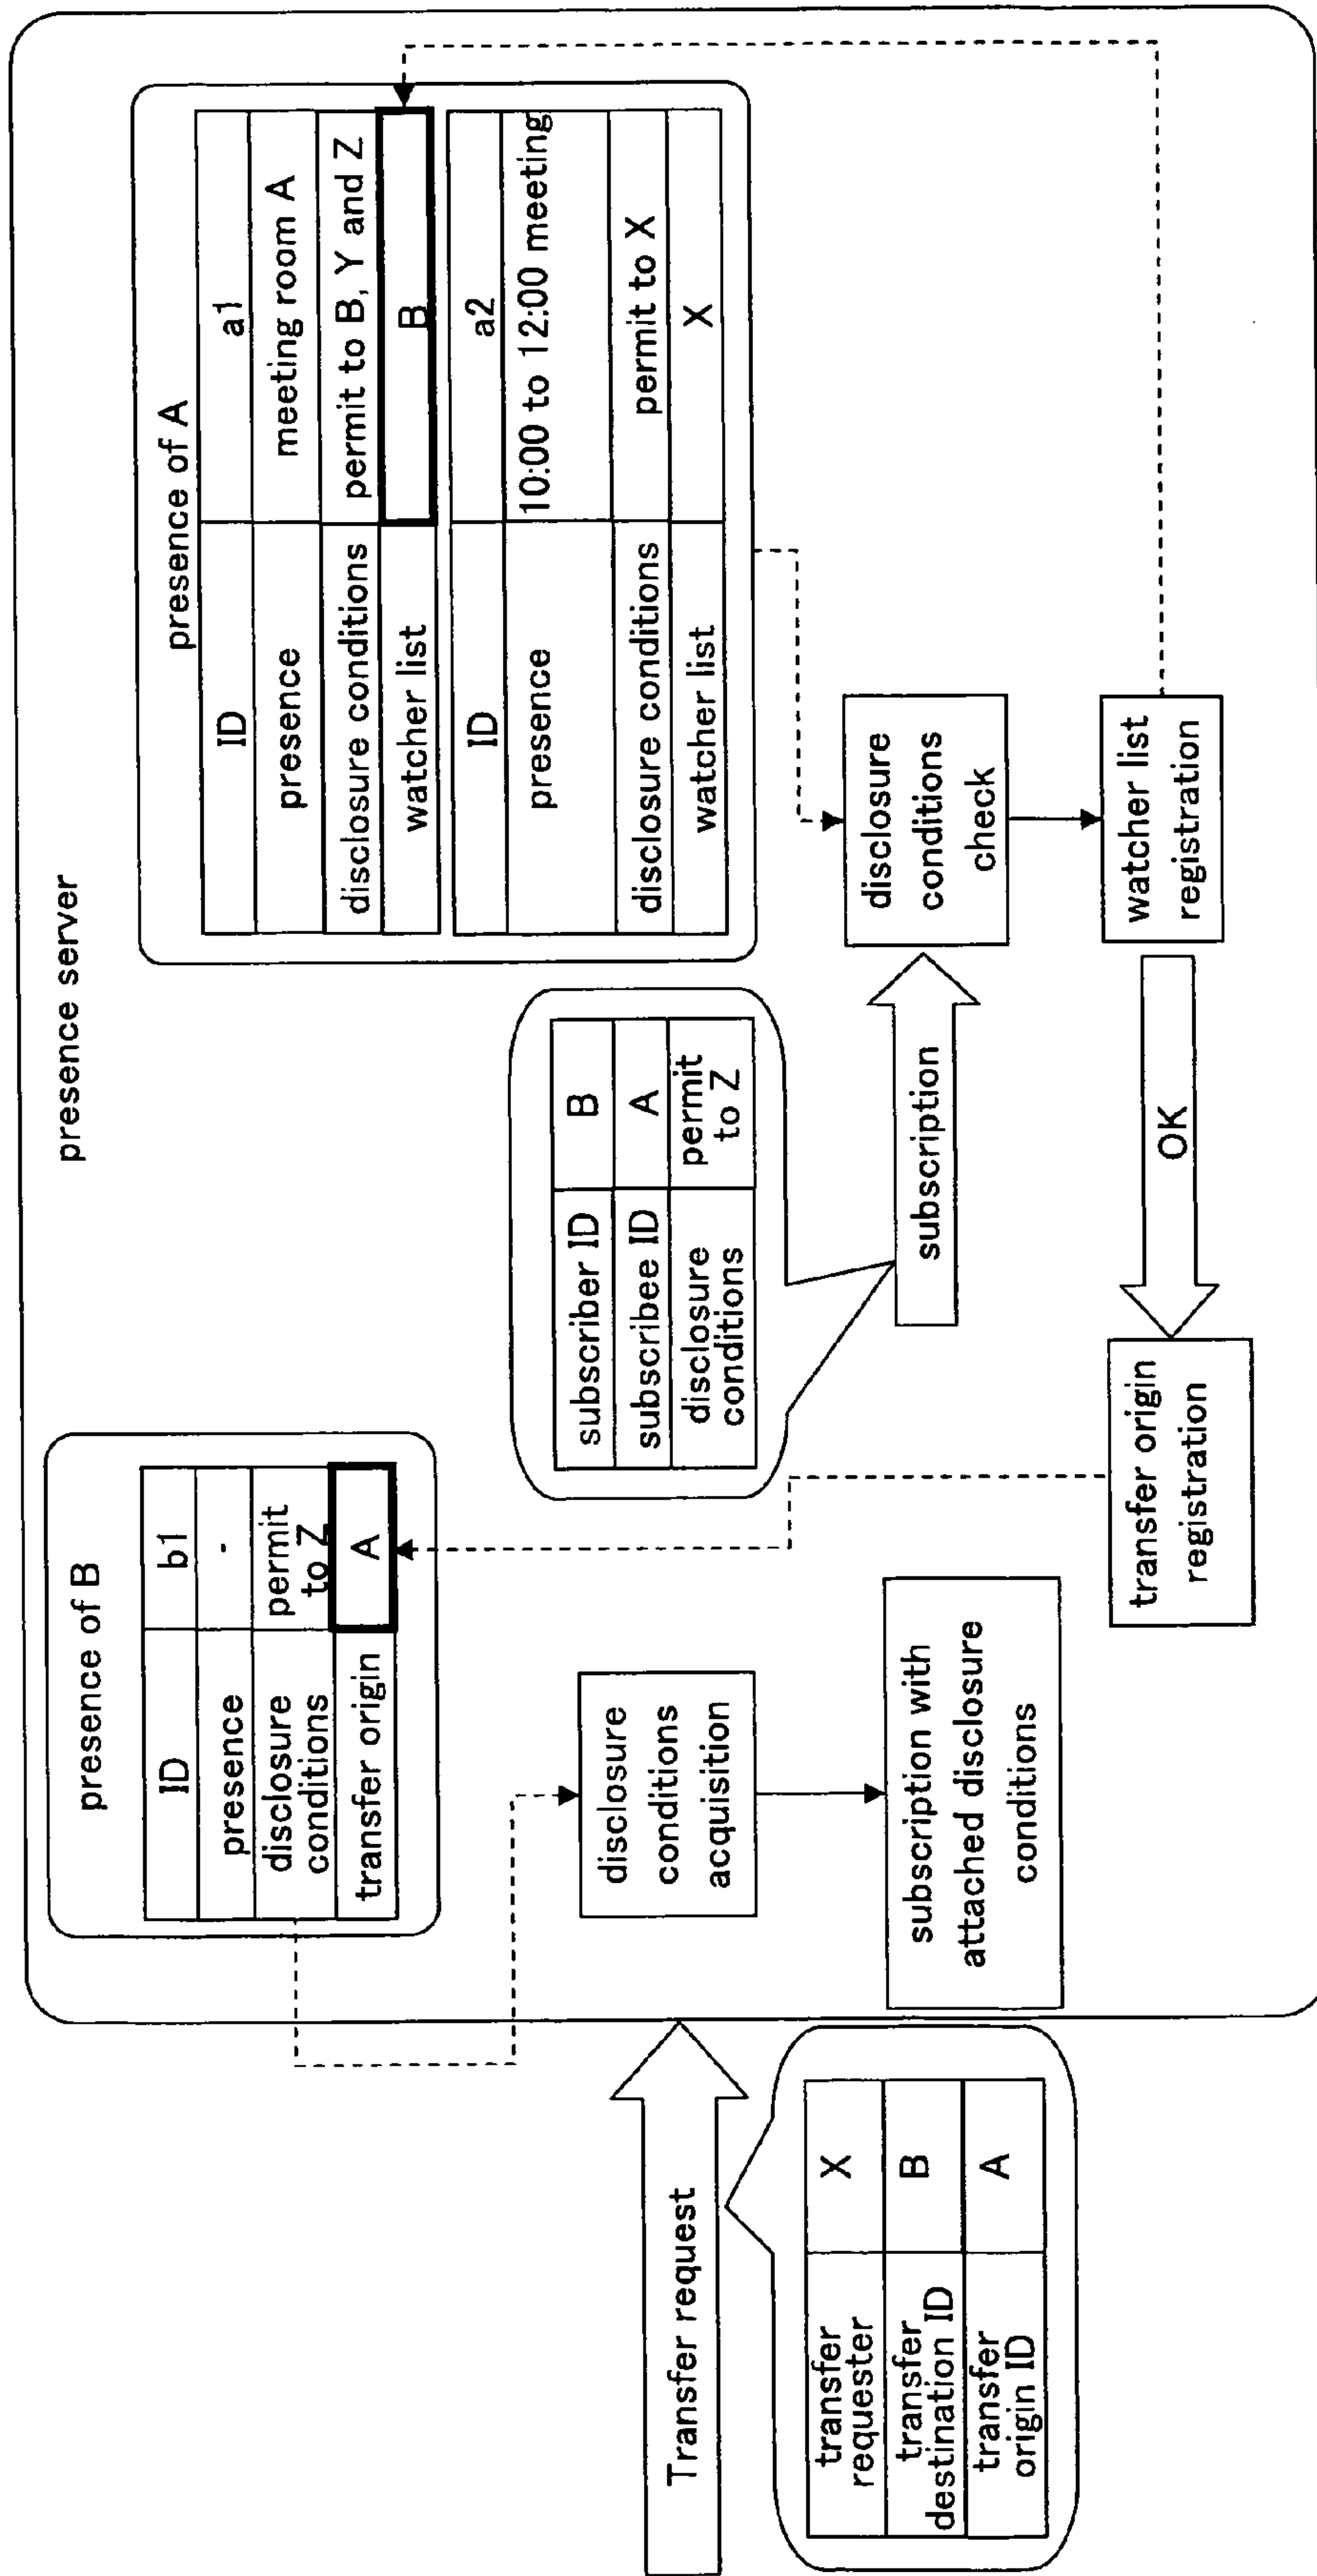 presence server
presence of B
ID
b1
presence
-
disclosure
conditions
permit
to Z
transfer origin
A
presence of A
ID
a1
presence
meeting room A
disclosure conditions
permit to B, Y and Z
watcher list
B
ID
a2
presence
10:00 to 12:00 meeting
disclosure conditions
permit to X
watcher list
X
subscriber ID
B
subscribee ID
A
disclosure
conditions
permit
to Z
Transfer request
transfer
requester
X
transfer
destination ID
B
transfer
origin ID
A
disclosure
conditions
acquisition
subscription with
attached disclosure
conditions
subscription
disclosure
conditions
check
watcher list
registration
OK
transfer origin
registration